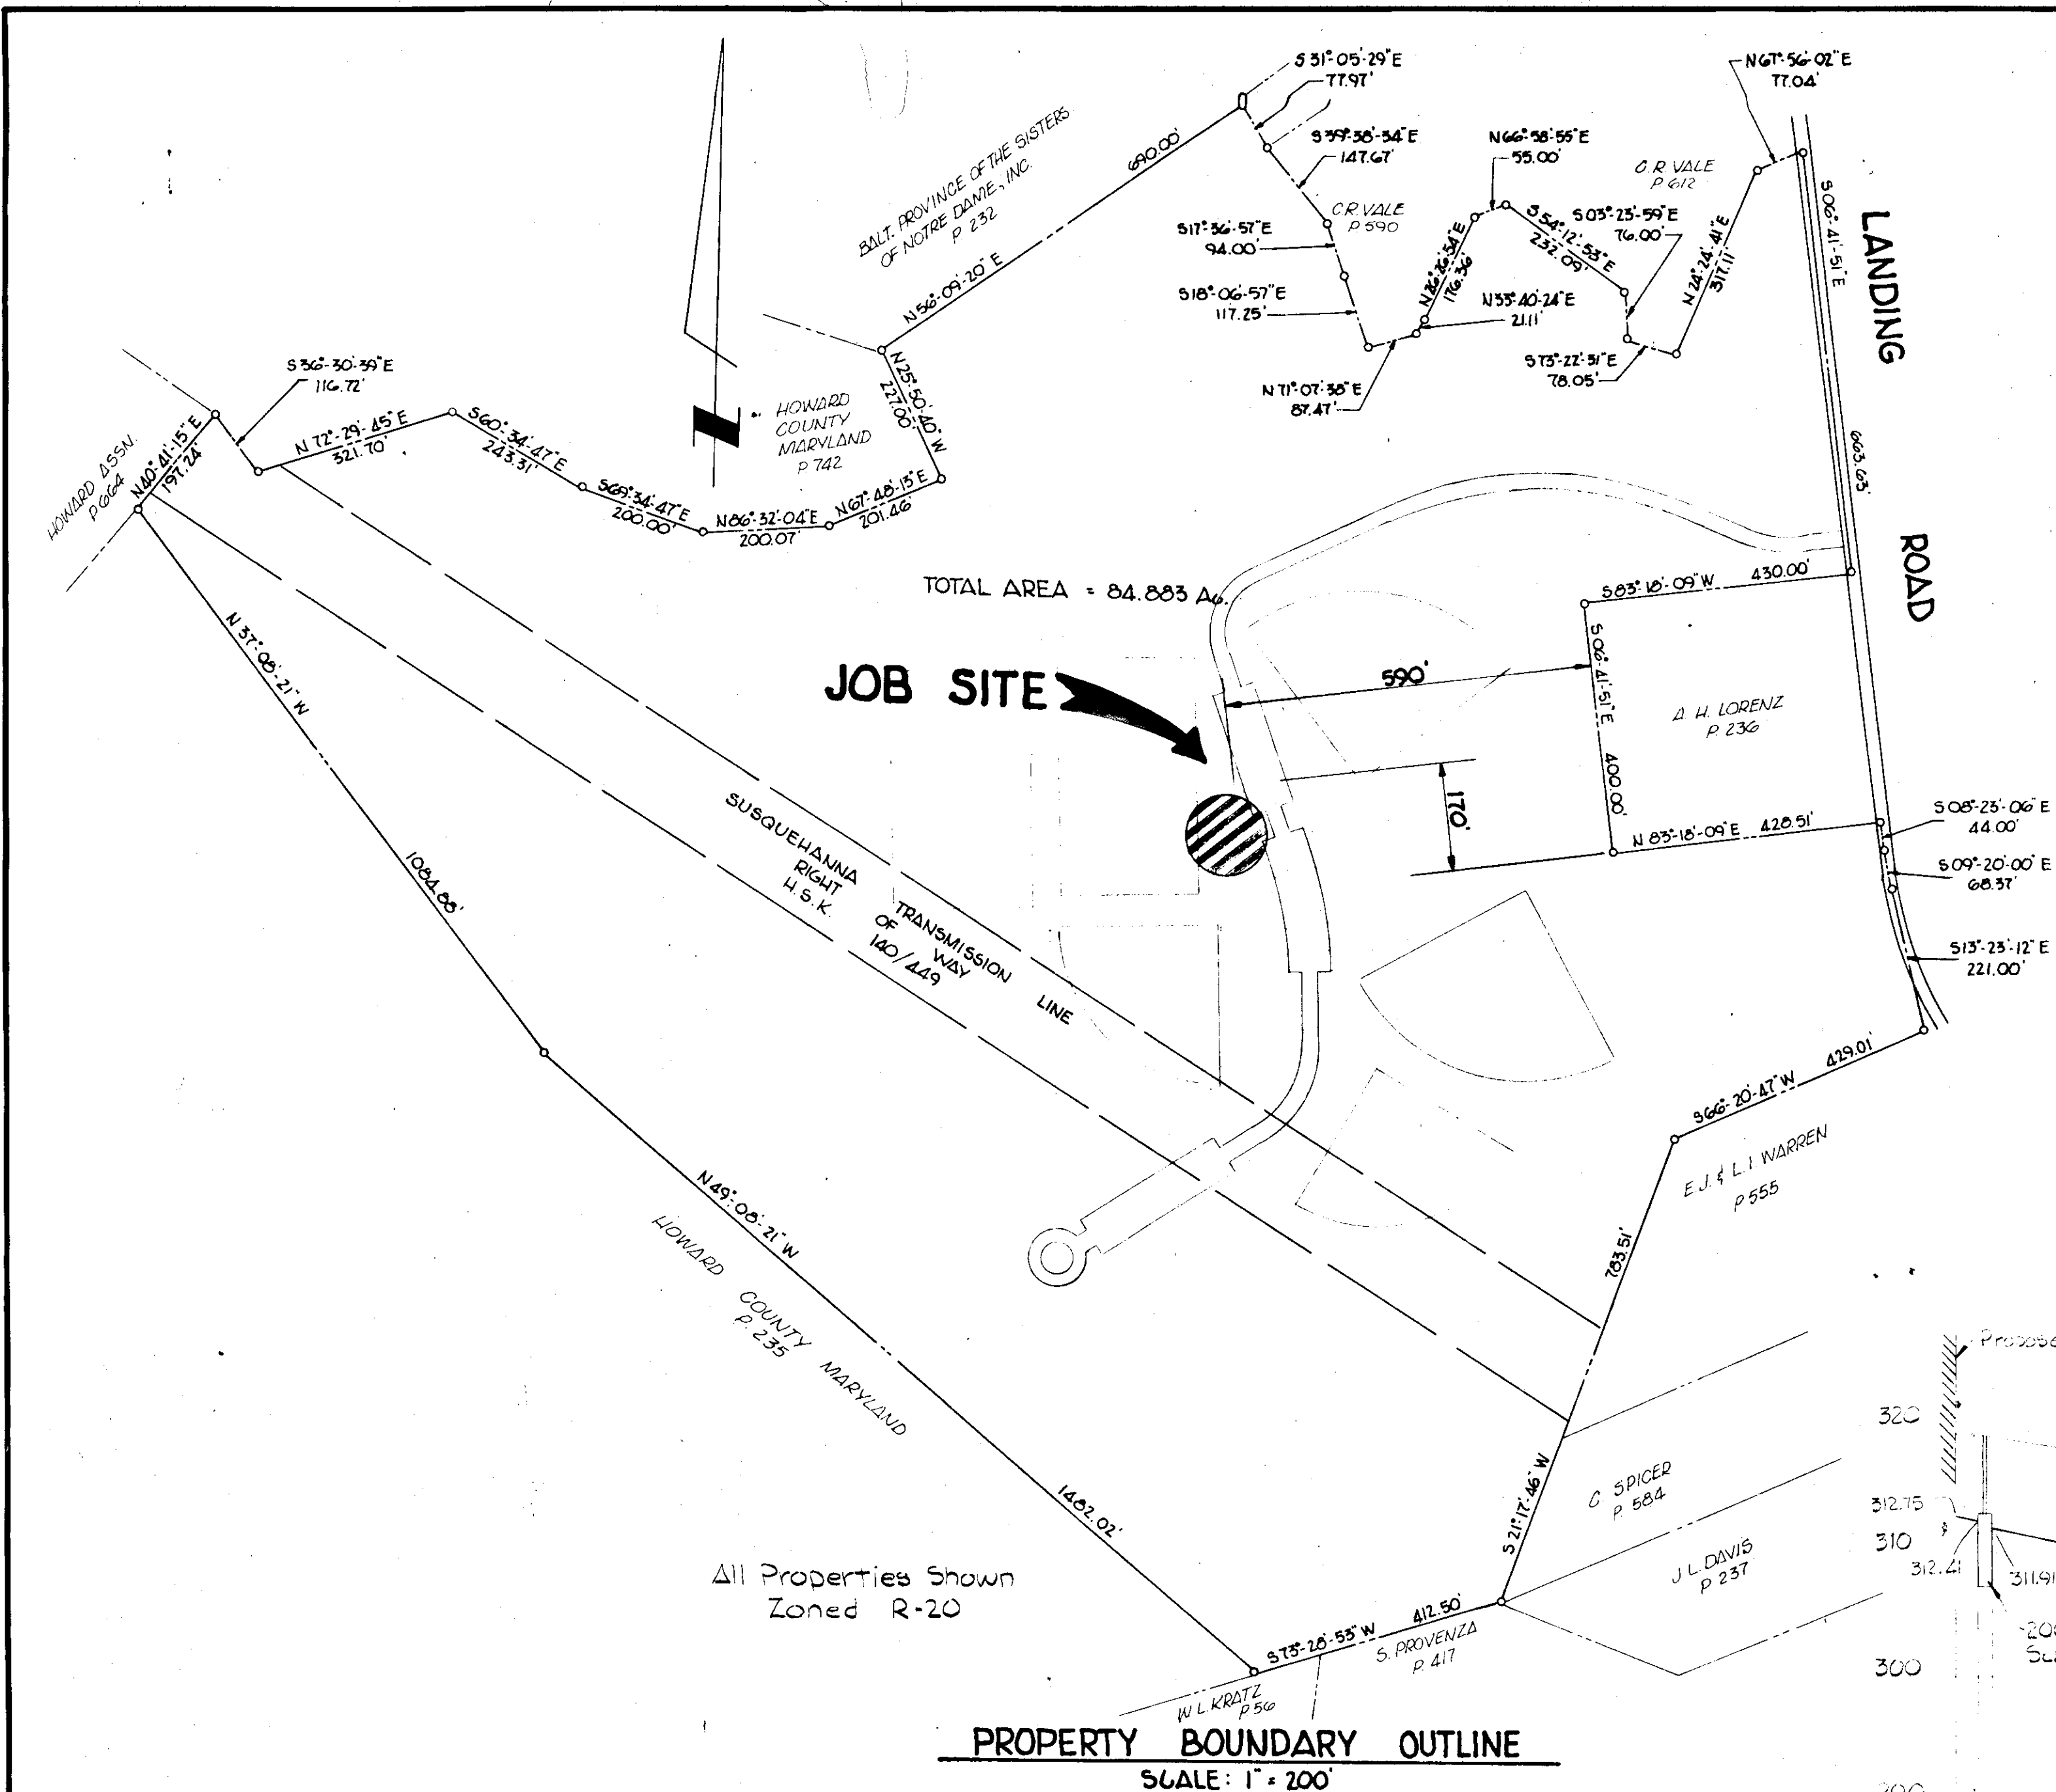 S 31°-05'-29" E
77.97'
N 67°-56'-02" E
77.04'
S 39°-38'-34" E
147.67'
N 66°-58'-55" E
55.00'
C.R. VALE
P. 612
BALT. PROVINCE OF THE SISTERS
OF NOTRE DAME, INC.
P. 232
690.00'
N 56°-09'-20" E
C.R. VALE
P. 590
S 17°-36'-57" E
94.00'
S 54°-12'-53" E
232.09'
S 03°-23'-59" E
76.00'
N 24°-24'-41" E
317.11'
S 06°-41'-51" E
663.63'
LANDING
ROAD
S 18°-06'-57" E
117.25'
N 26°-26'-54" E
176.36'
N 33°-40'-24" E
21.11'
S 73°-22'-31" E
78.05'
N 71°-07'-38" E
87.47'
S 36°-30'-39" E
116.72'
HOWARD ASSN.
P. 664
N 40°-41'-15" E
197.24'
N 72°-29'-45" E
321.70'
S 60°-34'-47" E
243.31'
S 69°-34'-47" E
200.00'
N 86°-32'-04" E
200.07'
N 67°-48'-13" E
201.46'
N 25°-50'-40" W
227.00'
HOWARD
COUNTY
MARYLAND
P. 742
N
TOTAL AREA = 84.883 Ac.
S 83°-18'-09" W 430.00'
JOB SITE
590'
S 06°-41'-51" E 400.00'
A. H. LORENZ
P. 236
170'
N 83°-18'-09" E 428.51'
S 08°-23'-06" E
44.00'
S 09°-20'-00" E
68.37'
S 13°-23'-12" E
221.00'
N 37°-08'-21" W
1084.88'
SUSQUEHANNA TRANSMISSION LINE
RIGHT OF WAY
H.S.K. 140/449
S 66°-20'-47" W 429.01'
E.J. & L.I. WARREN
P. 555
783.51'
S 21°-17'-46" W
N 49°-08'-21" W
1482.02'
HOWARD COUNTY MARYLAND
P. 235
C. SPICER
P. 584
J. L. DAVIS
P. 237
All Properties Shown
Zoned R-20
S 73°-28'-53" W 412.50'
S. PROVENZA
P. 417
W. L. KRATZ
P. 56
320
312.75
310
312.41
311.91
300
PROPERTY BOUNDARY OUTLINE
SCALE: 1" = 200'